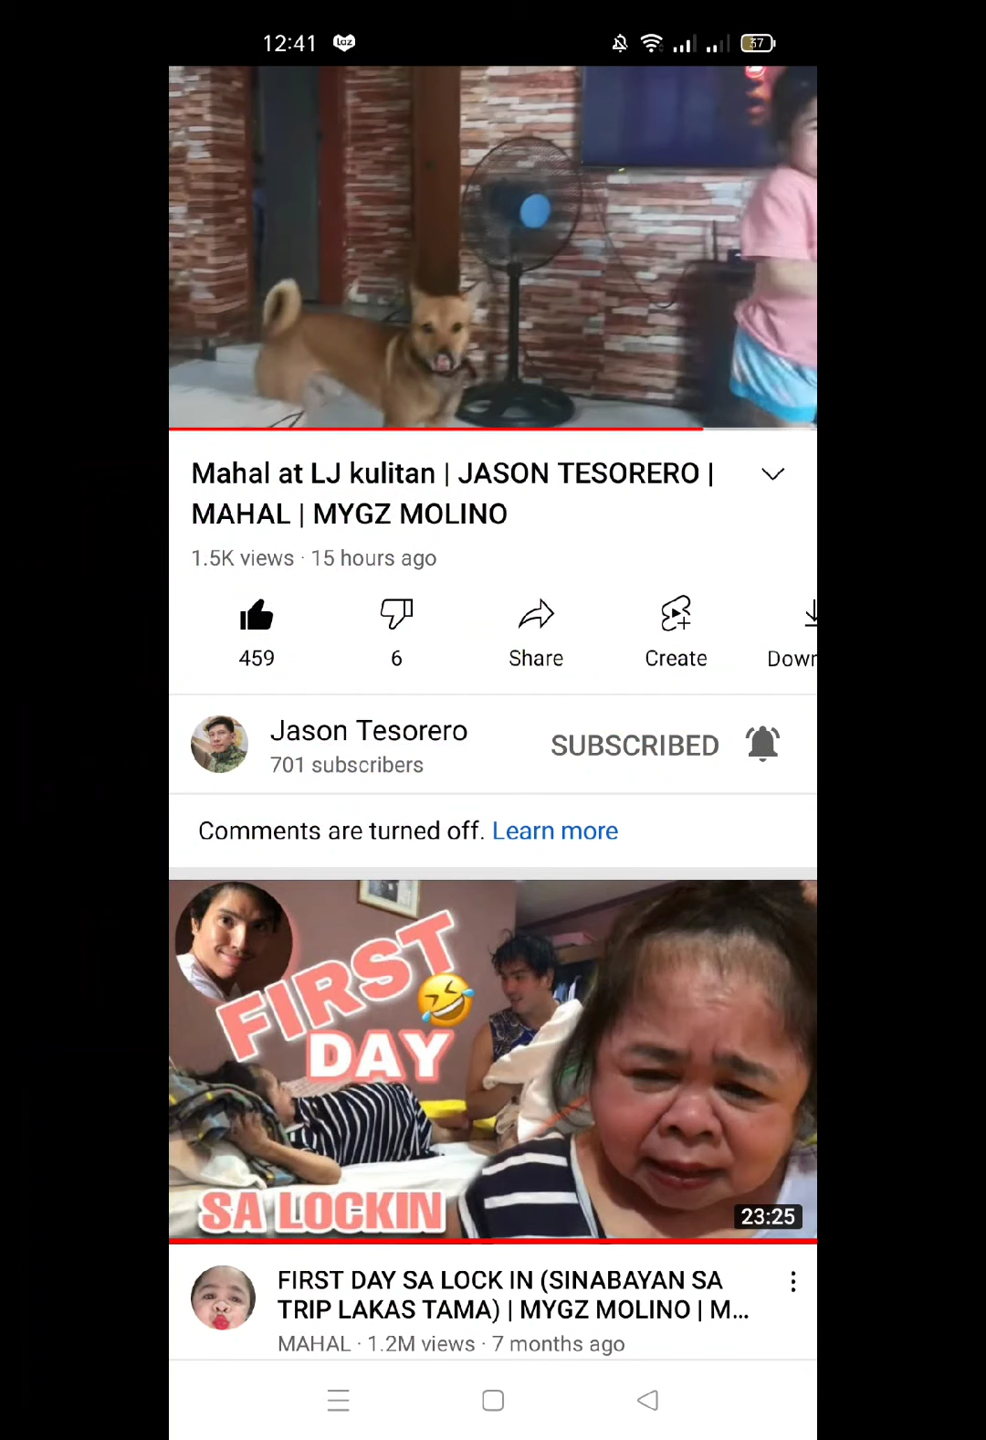 12:41
laz
37
Mahal at LJ kulitan | JASON TESORERO |
MAHAL | MYGZ MOLINO
1.5K views · 15 hours ago
459
6
Share
Create
Dowr
Jason Tesorero
701 subscribers
SUBSCRIBED
Comments are turned off. Learn more
FIRST
DAY
SA LOCKIN
23:25
FIRST DAY SA LOCK IN (SINABAYAN SA
TRIP LAKAS TAMA) | MYGZ MOLINO | M...
MAHAL · 1.2M views · 7 months ago